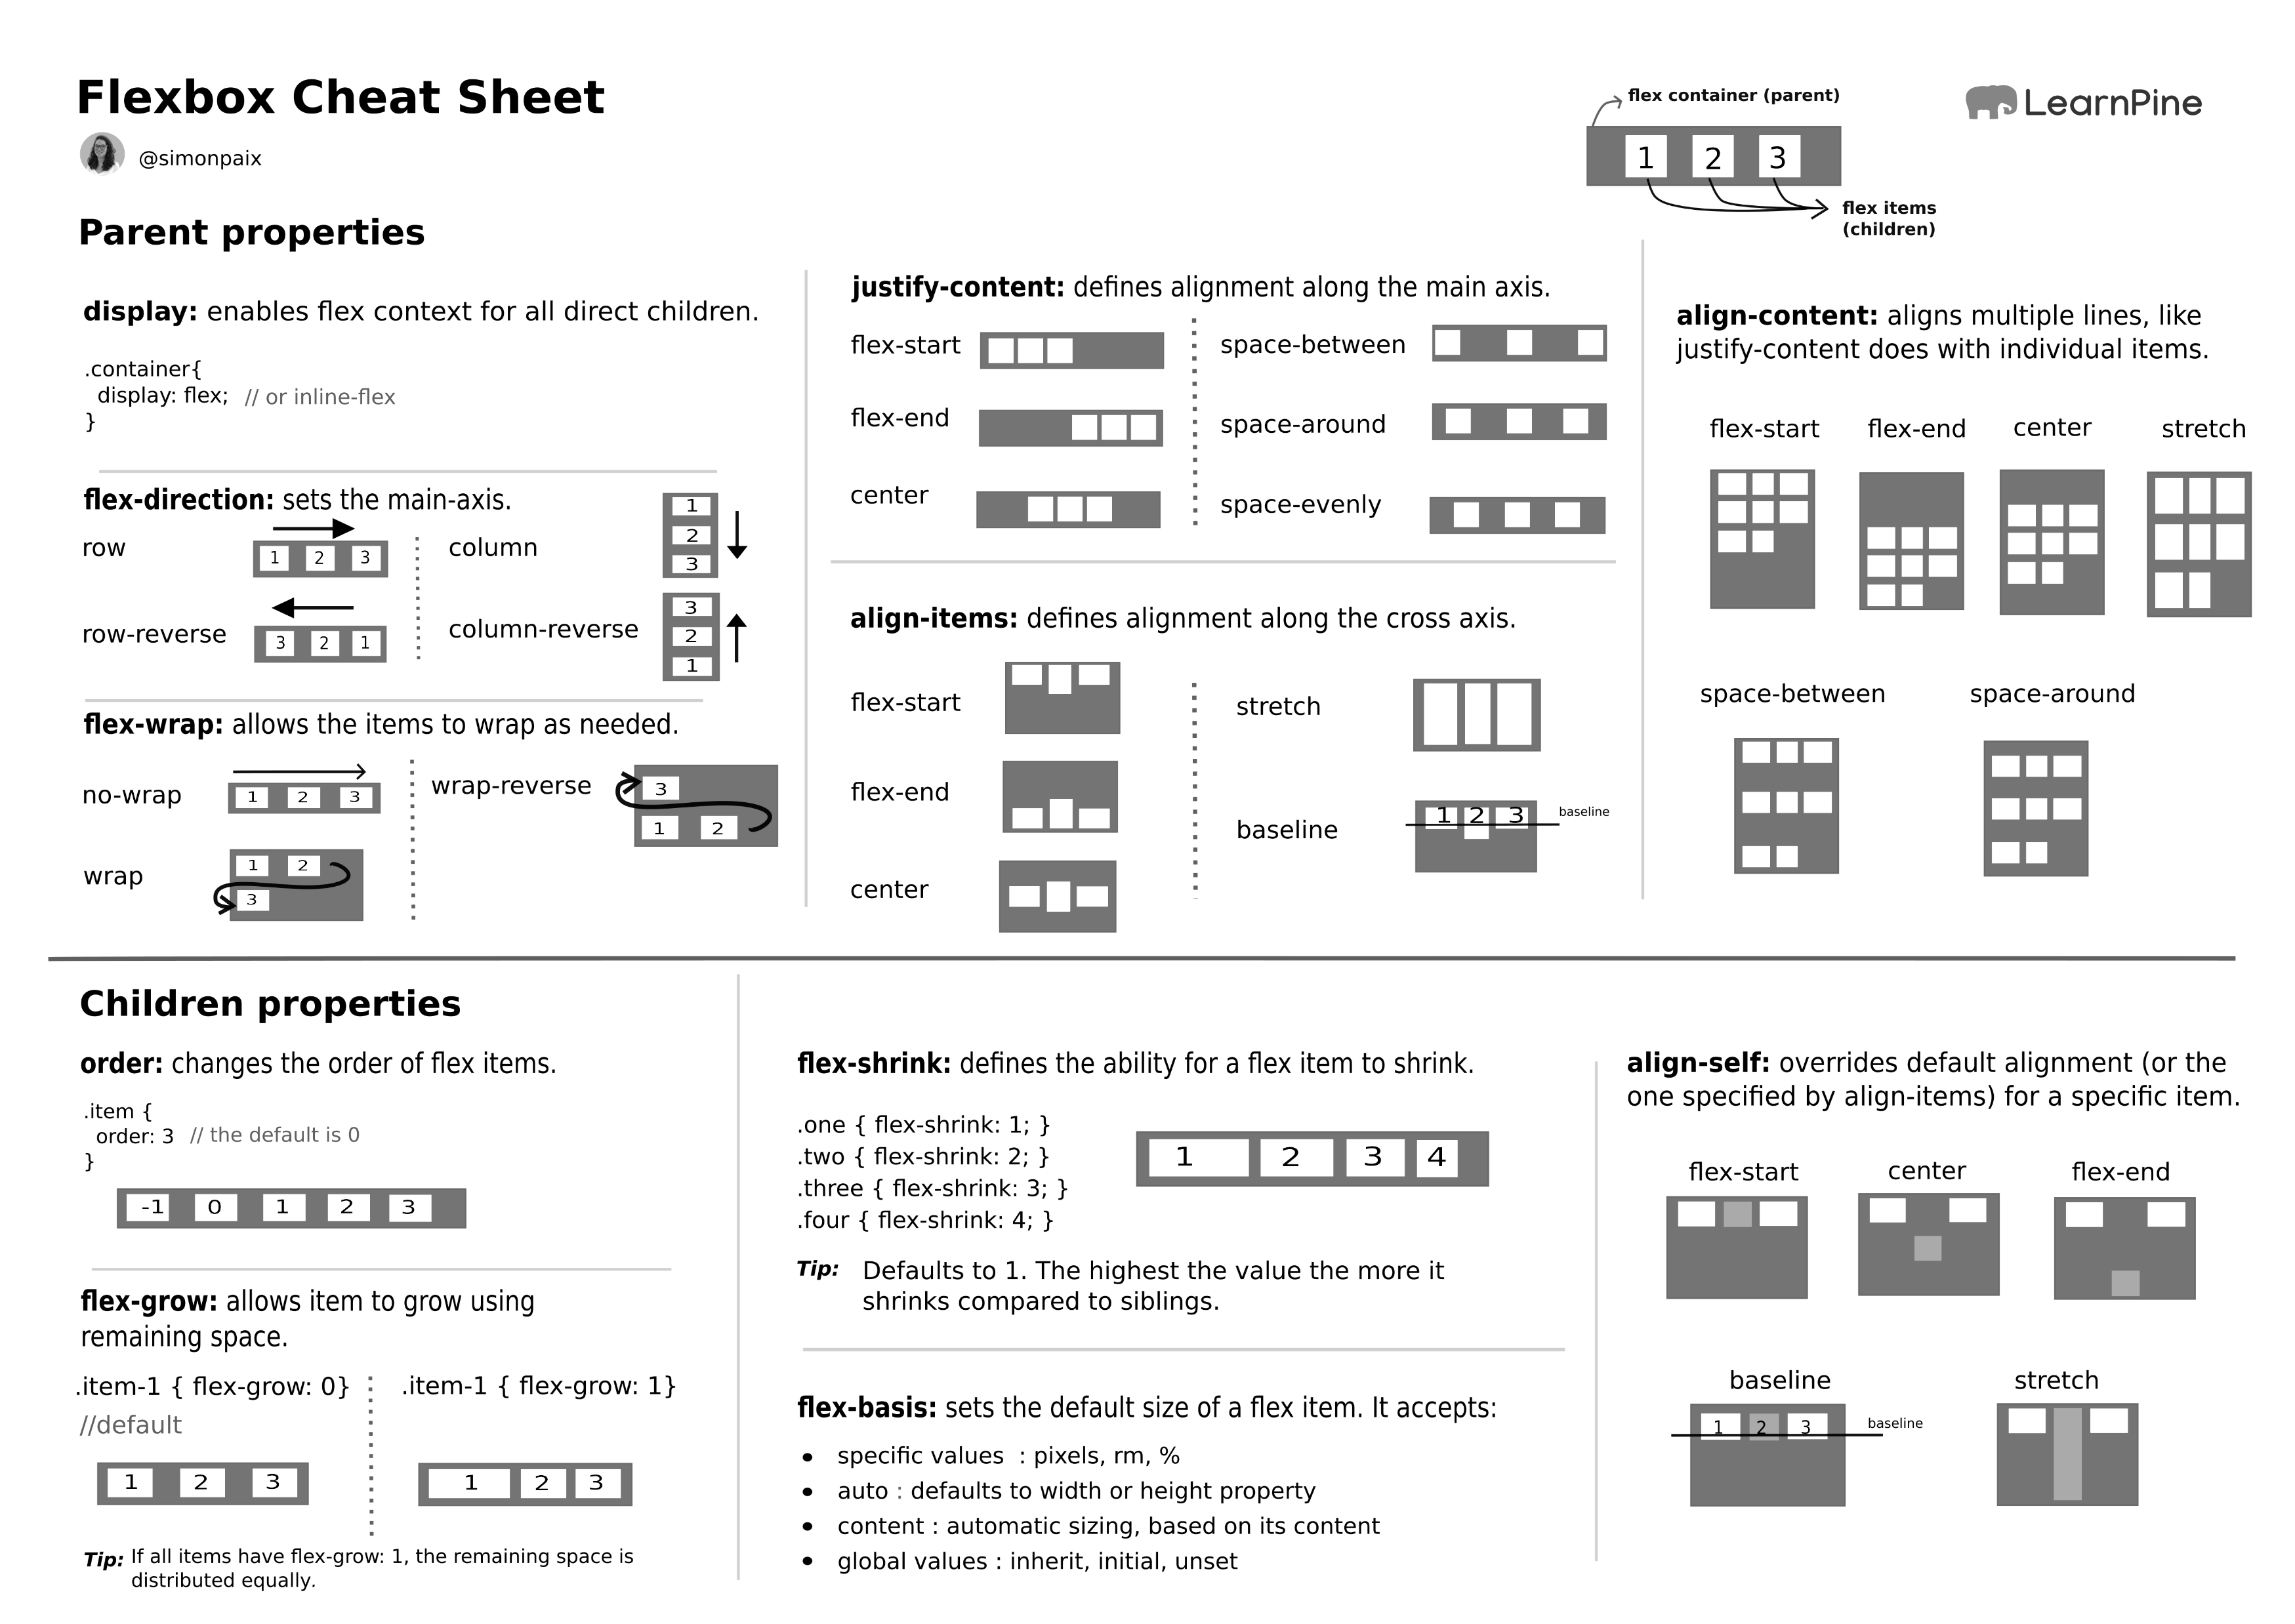 Flexbox Cheat Sheet
@simonpaix
flex container (parent)
1 2 3
flex items
(children)
LearnPine
Parent properties
display: enables flex context for all direct children.
.container{
display: flex; // or inline-flex
}
flex-direction: sets the main-axis.
row
1 2 3
column
1
2
3
row-reverse
3 2 1
column-reverse
3
2
1
flex-wrap: allows the items to wrap as needed.
no-wrap
1 2 3
wrap-reverse
3
1 2
wrap
1 2
3
justify-content: defines alignment along the main axis.
flex-start
flex-end
center
space-between
space-around
space-evenly
align-items: defines alignment along the cross axis.
flex-start
flex-end
center
stretch
baseline
1 2 3
baseline
align-content: aligns multiple lines, like
justify-content does with individual items.
flex-start
flex-end
center
stretch
space-between
space-around
Children properties
order: changes the order of flex items.
.item {
order: 3 // the default is 0
}
-1 0 1 2 3
flex-grow: allows item to grow using
remaining space.
.item-1 { flex-grow: 0}
//default
1 2 3
.item-1 { flex-grow: 1}
1 2 3
Tip: If all items have flex-grow: 1, the remaining space is
distributed equally.
flex-shrink: defines the ability for a flex item to shrink.
.one { flex-shrink: 1; }
.two { flex-shrink: 2; }
.three { flex-shrink: 3; }
.four { flex-shrink: 4; }
1 2 3 4
Tip: Defaults to 1. The highest the value the more it
shrinks compared to siblings.
flex-basis: sets the default size of a flex item. It accepts:
• specific values : pixels, rm, %
• auto : defaults to width or height property
• content : automatic sizing, based on its content
• global values : inherit, initial, unset
align-self: overrides default alignment (or the
one specified by align-items) for a specific item.
flex-start
center
flex-end
baseline
1 2 3
baseline
stretch